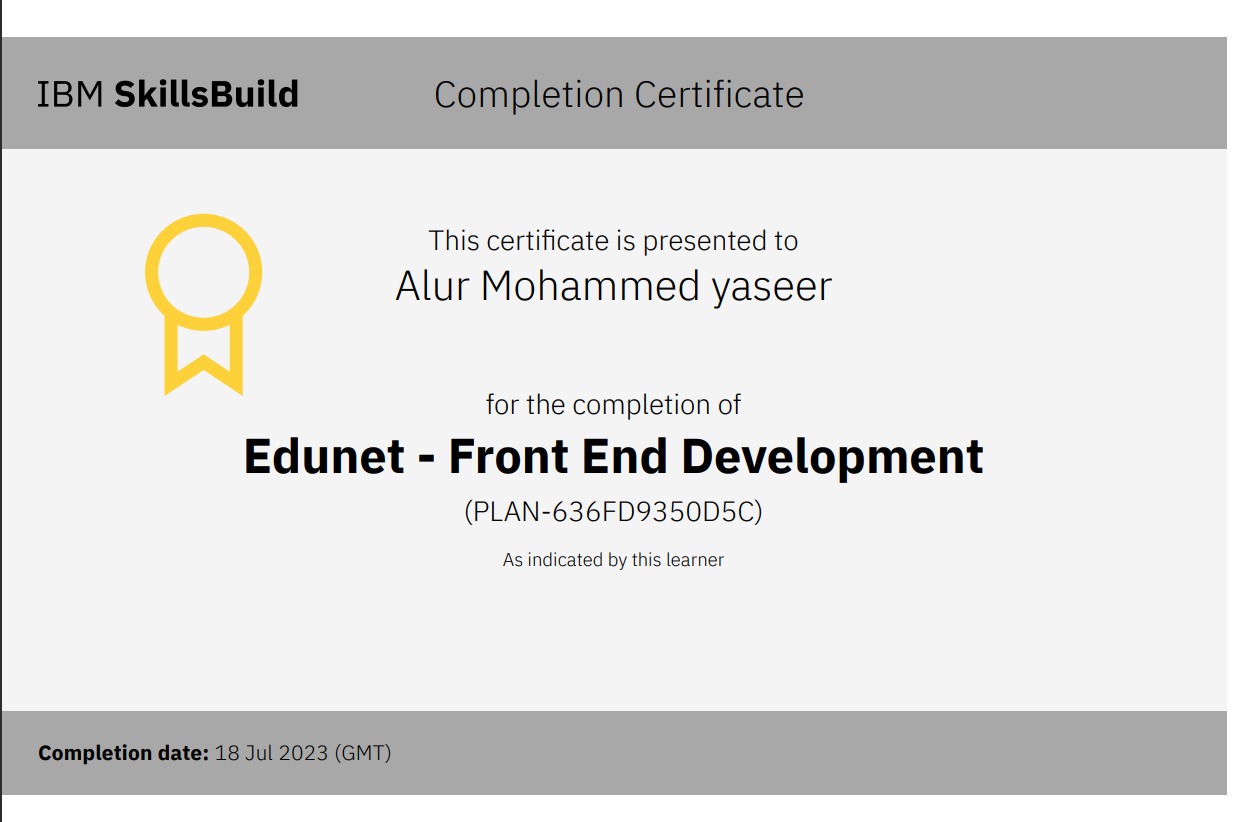 IBM SkillsBuild
Completion Certificate
This certificate is presented to
Alur Mohammed yaseer
for the completion of
Edunet - Front End Development
(PLAN-636FD9350D5C)
As indicated by this learner
Completion date: 18 Jul 2023 (GMT)